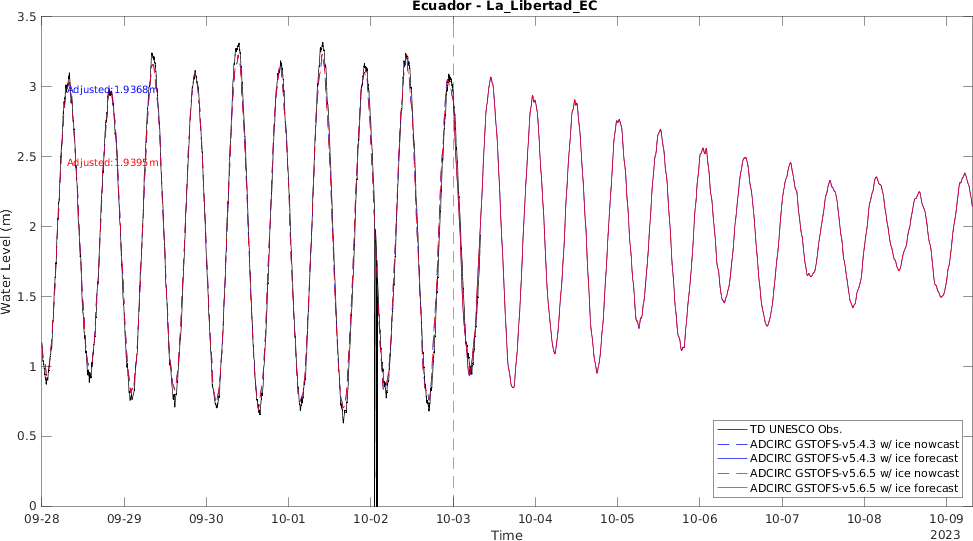 Ecuador - La_Libertad_EC
3.5
3
2.5
2
1.5
1
0.5
0
Water Level (m)
Adjusted:1.9368m
Adjusted:1.9395m
TD UNESCO Obs.
ADCIRC GSTOFS-v5.4.3 w/ ice nowcast
ADCIRC GSTOFS-v5.4.3 w/ ice forecast
ADCIRC GSTOFS-v5.6.5 w/ ice nowcast
ADCIRC GSTOFS-v5.6.5 w/ ice forecast
09-28 09-29 09-30 10-01 10-02 10-03 10-04 10-05 10-06 10-07 10-08 10-09
2023
Time